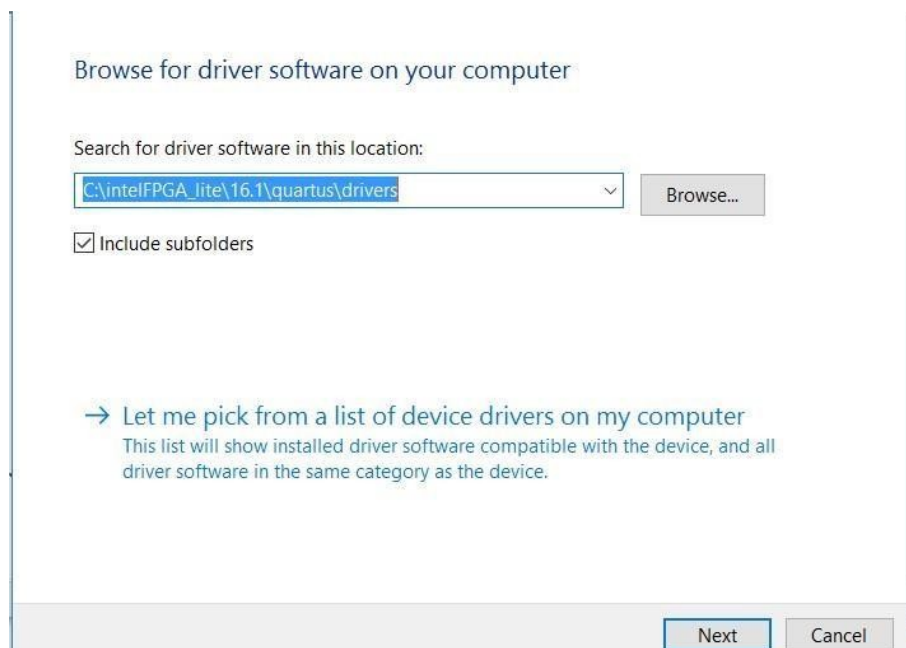 Browse for driver software on your computer
Search for driver software in this location:
C:\intelFPGA_lite\16.1\quartus\drivers
Browse...
Include subfolders
Let me pick from a list of device drivers on my computer
This list will show installed driver software compatible with the device, and all
driver software in the same category as the device.
Next
Cancel